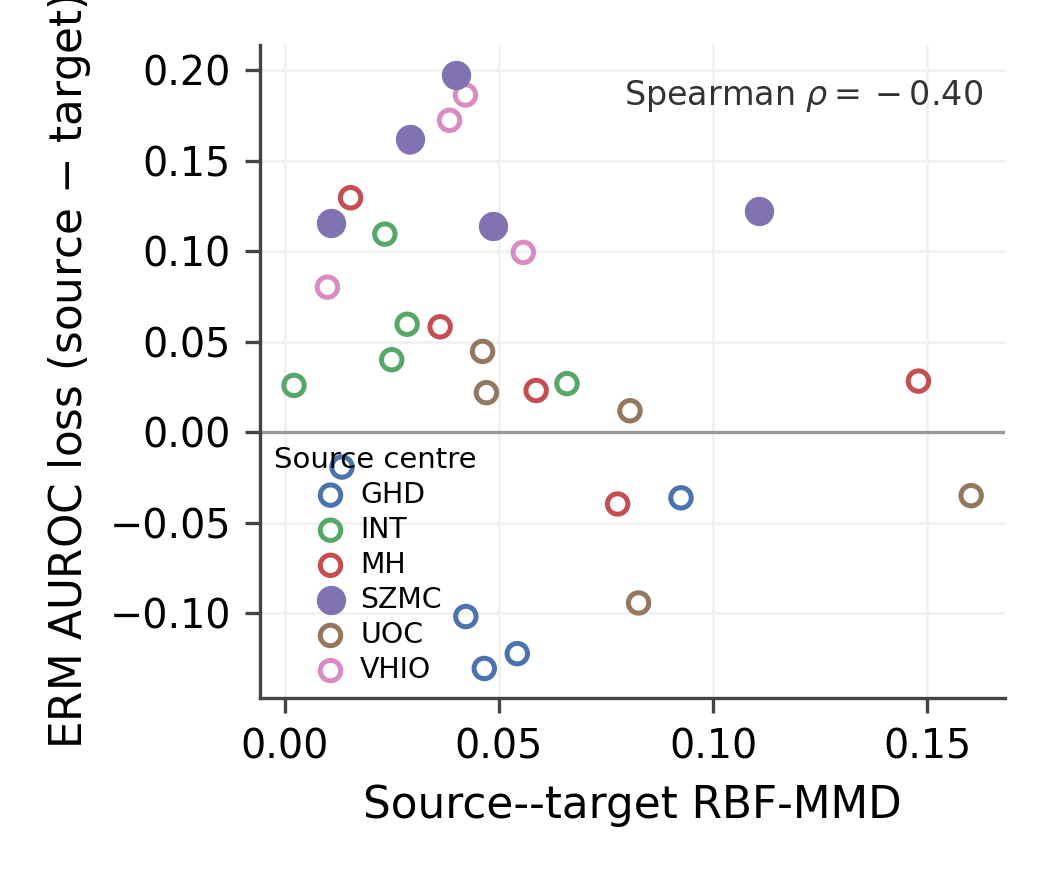 ERM AUROC loss (source − target)
0.20
0.15
0.10
0.05
0.00
−0.05
−0.10
Spearman ρ = −0.40
Source centre
GHD
INT
MH
SZMC
UOC
VHIO
0.00 0.05 0.10 0.15
Source--target RBF-MMD